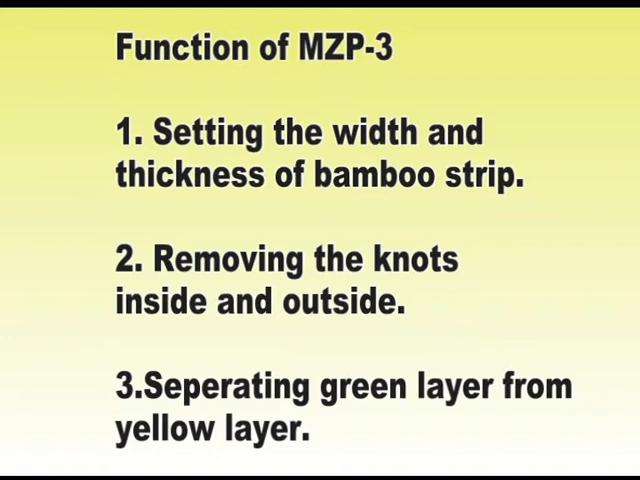 Function of MZP-3
1. Setting the width and
thickness of bamboo strip.
2. Removing the knots
inside and outside.
3.Seperating green layer from
yellow layer.